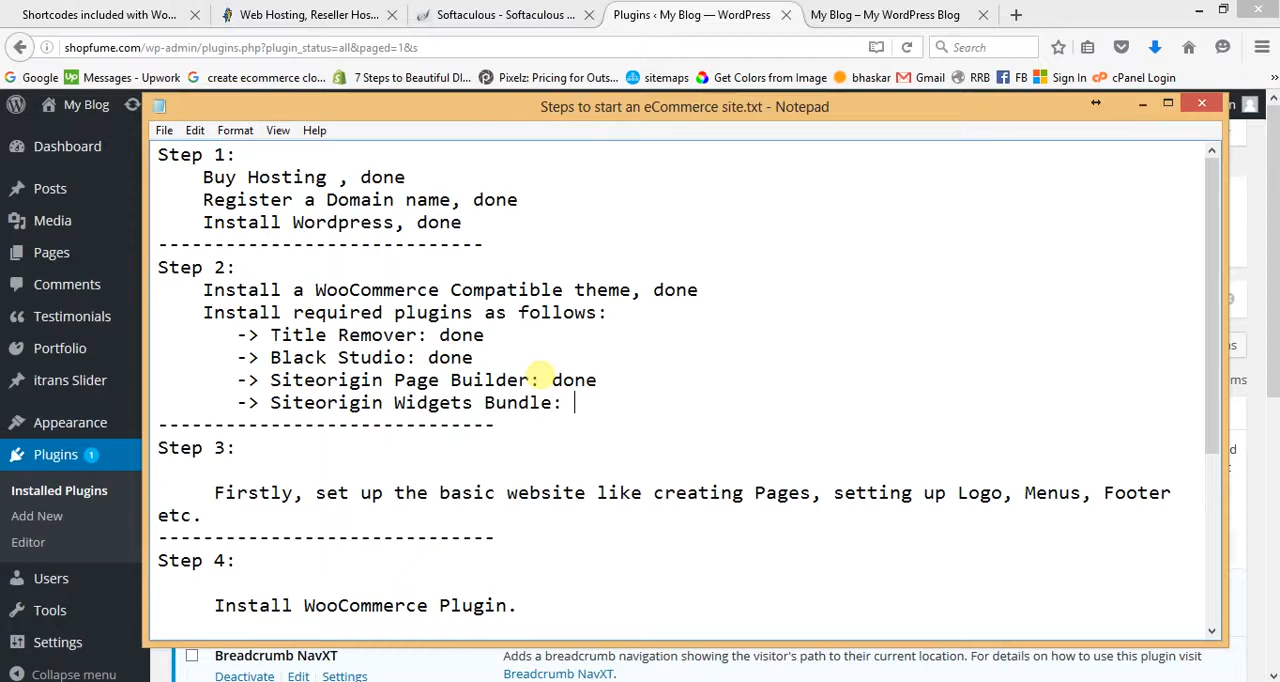 Shortcodes included with Wo...
Web Hosting, Reseller Hos...
Softaculous - Softaculous ...
Plugins ‹ My Blog — WordPress
My Blog – My WordPress Blog
shopfume.com/wp-admin/plugins.php?plugin_status=all&paged=1&s
Search
Google
Up Messages - Upwork
create ecommerce clo...
7 Steps to Beautiful DI...
Pixelz: Pricing for Outs...
sitemaps
Get Colors from Image
bhaskar
Gmail
RRB
FB
Sign In
cPanel Login
My Blog
Steps to start an eCommerce site.txt - Notepad
File Edit Format View Help
Dashboard
Posts
Media
Pages
Comments
Testimonials
Portfolio
itrans Slider
Appearance
Plugins 1
Installed Plugins
Add New
Editor
Users
Tools
Settings
Collapse menu
Step 1:
Buy Hosting , done
Register a Domain name, done
Install Wordpress, done
-----------------------------
Step 2:
Install a WooCommerce Compatible theme, done
Install required plugins as follows:
-> Title Remover: done
-> Black Studio: done
-> Siteorigin Page Builder: done
-> Siteorigin Widgets Bundle:
------------------------------
Step 3:
Firstly, set up the basic website like creating Pages, setting up Logo, Menus, Footer
etc.
------------------------------
Step 4:
Install WooCommerce Plugin.
Breadcrumb NavXT
Deactivate | Edit | Settings
Adds a breadcrumb navigation showing the visitor's path to their current location. For details on how to use this plugin visit
Breadcrumb NavXT.